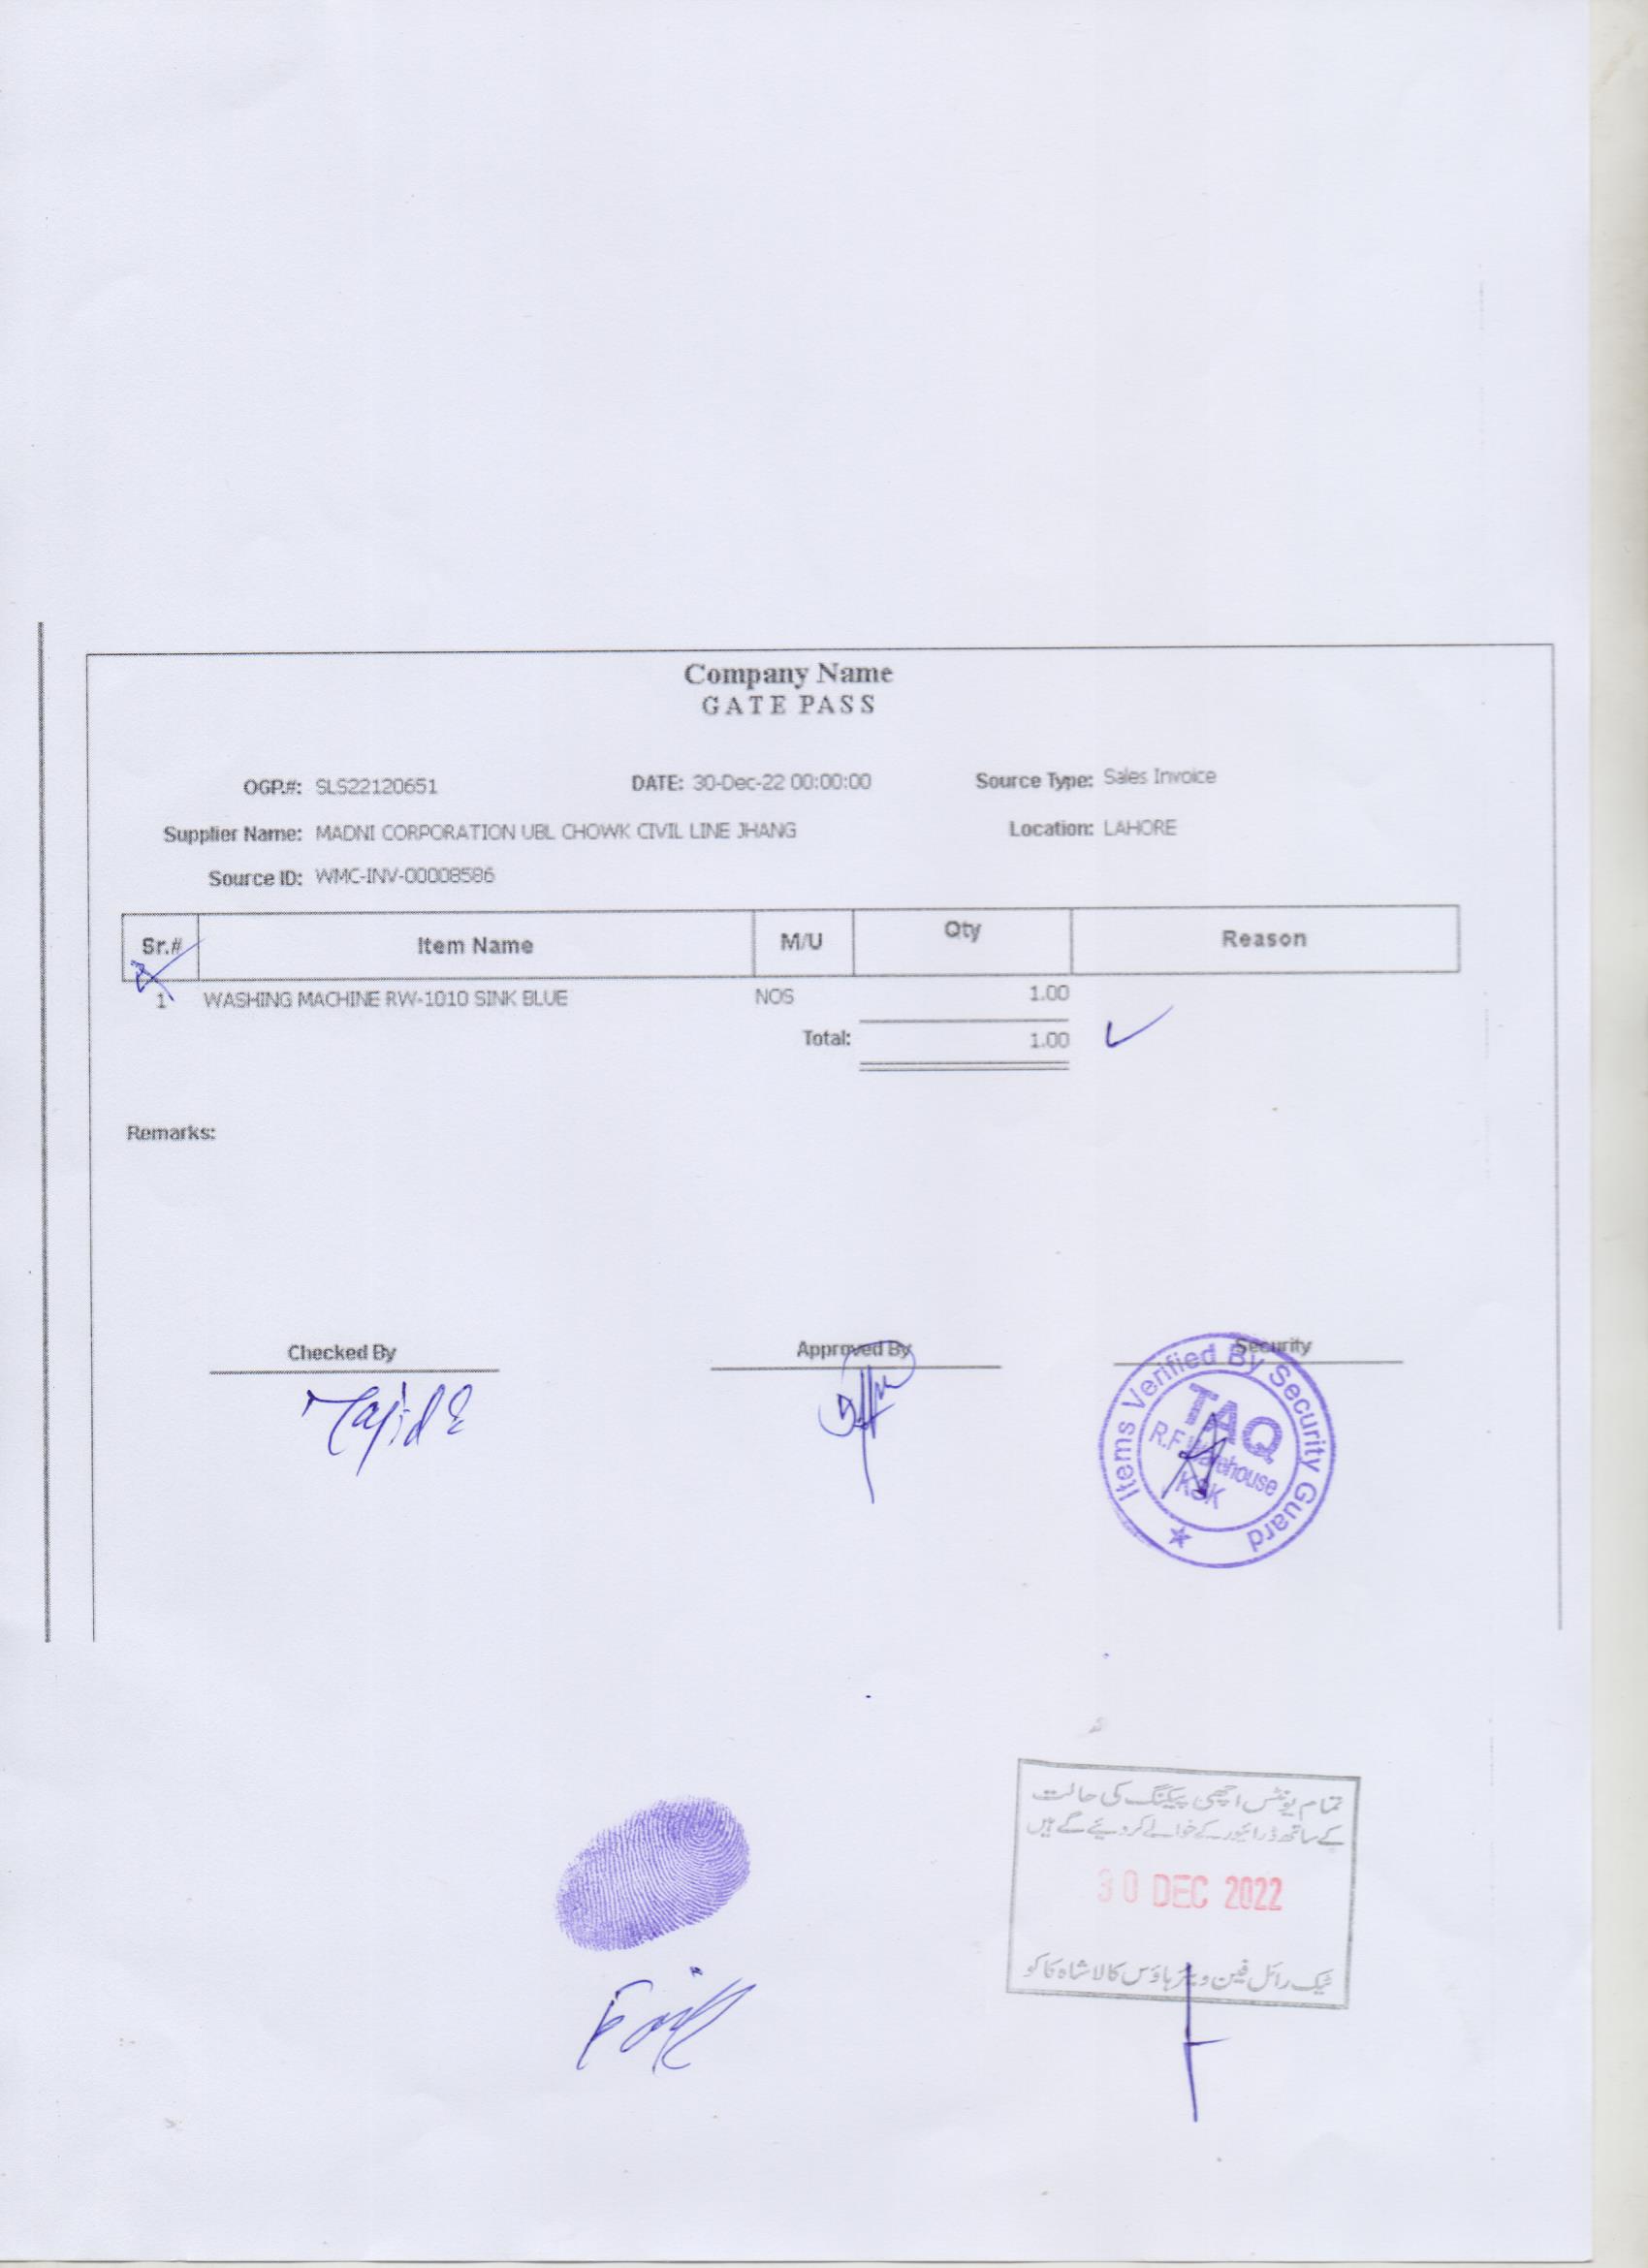 Company Name
GATE PASS
OGP.#: SLS22120651 DATE: 30-Dec-22 00:00:00 Source Type: Sales Invoice
Supplier Name: MADNI CORPORATION UBL CHOWK CIVIL LINE JHANG Location: LAHORE
Source ID: WMC-INV-00008586
Sr.# Item Name M/U Qty Reason
1 WASHING MACHINE RW-1010 SINK BLUE NOS 1.00
Total: 1.00
Remarks:
Checked By Approved By Security
Items Verified By Security Guard
TAQ
R.F Warehouse
KSK
تمام یونٹس اچھی پیکنگ کی حالت
کے ساتھ ڈرائیور کے حوالے کر دیئے گے ہیں
30 DEC 2022
ٹیک رائل فین ویئر ہاؤس کالا شاہ کاکو